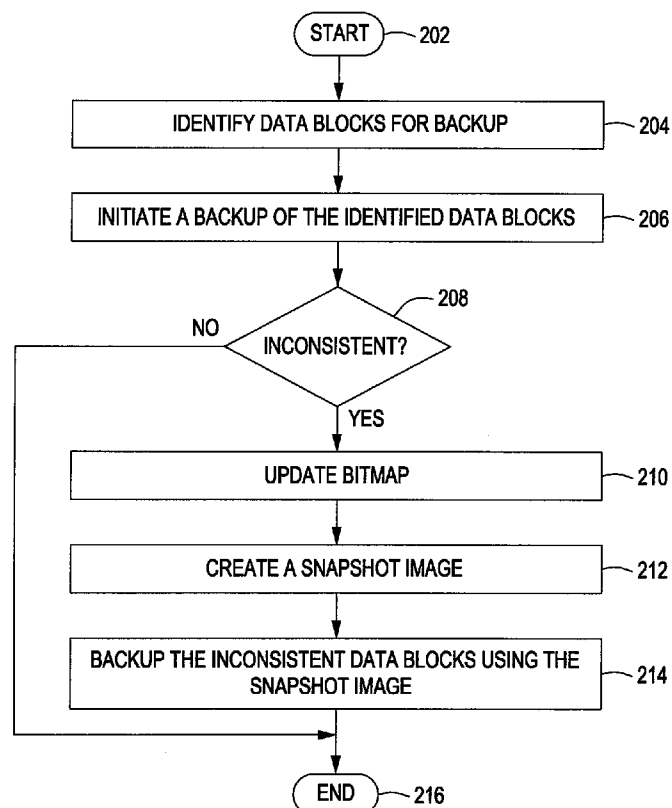 START
202
IDENTIFY DATA BLOCKS FOR BACKUP
204
INITIATE A BACKUP OF THE IDENTIFIED DATA BLOCKS
206
208
NO
INCONSISTENT?
YES
UPDATE BITMAP
210
CREATE A SNAPSHOT IMAGE
212
BACKUP THE INCONSISTENT DATA BLOCKS USING THE
SNAPSHOT IMAGE
214
END
216